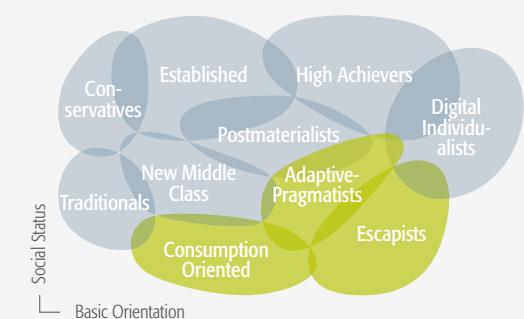 Con-
servatives
Established
High Achievers
Digital
Individu-
alists
Postmaterialists
Traditionals
New Middle
Class
Adaptive-
Pragmatists
Consumption
Oriented
Escapists
Social Status
Basic Orientation